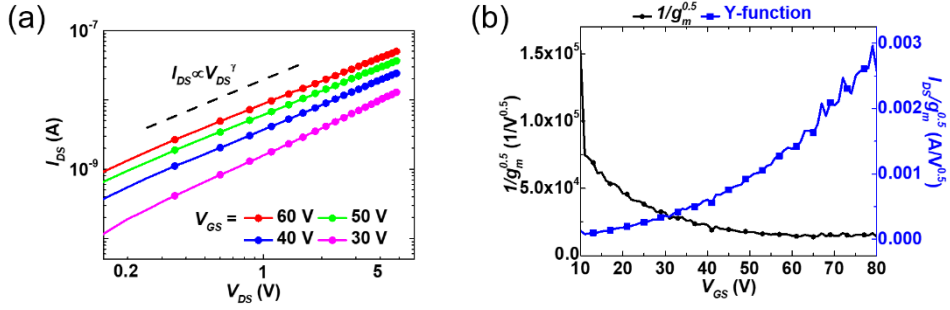 (a)
10^-7
10^-9
I_DS (A)
I_DS∝V_DS^γ
V_GS = 60 V 50 V
40 V 30 V
0.2 1 5
V_DS (V)
(b)
1/g_m^0.5 Y-function
1.5x10^5
1.0x10^5
5.0x10^4
0.0
1/g_m^0.5 (1/V^0.5)
0.003
0.002
0.001
0.000
I_DS/g_m^0.5 (A/V^0.5)
10 20 30 40 50 60 70 80
V_GS (V)